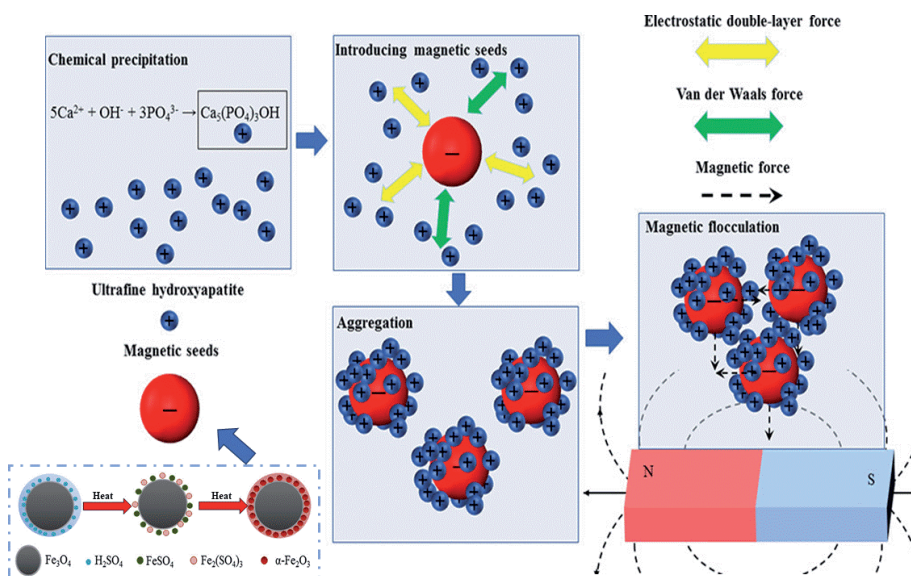 Electrostatic double-layer force
Chemical precipitation
Introducing magnetic seeds
5Ca²⁺ + OH⁻ + 3PO₄³⁻ → Ca₅(PO₄)₃OH
Van der Waals force
Magnetic force
Magnetic flocculation
Ultrafine hydroxyapatite
Aggregation
Magnetic seeds
N
S
Heat
Heat
Fe₃O₄
H₂SO₄
FeSO₄
Fe₂(SO₄)₃
α-Fe₂O₃